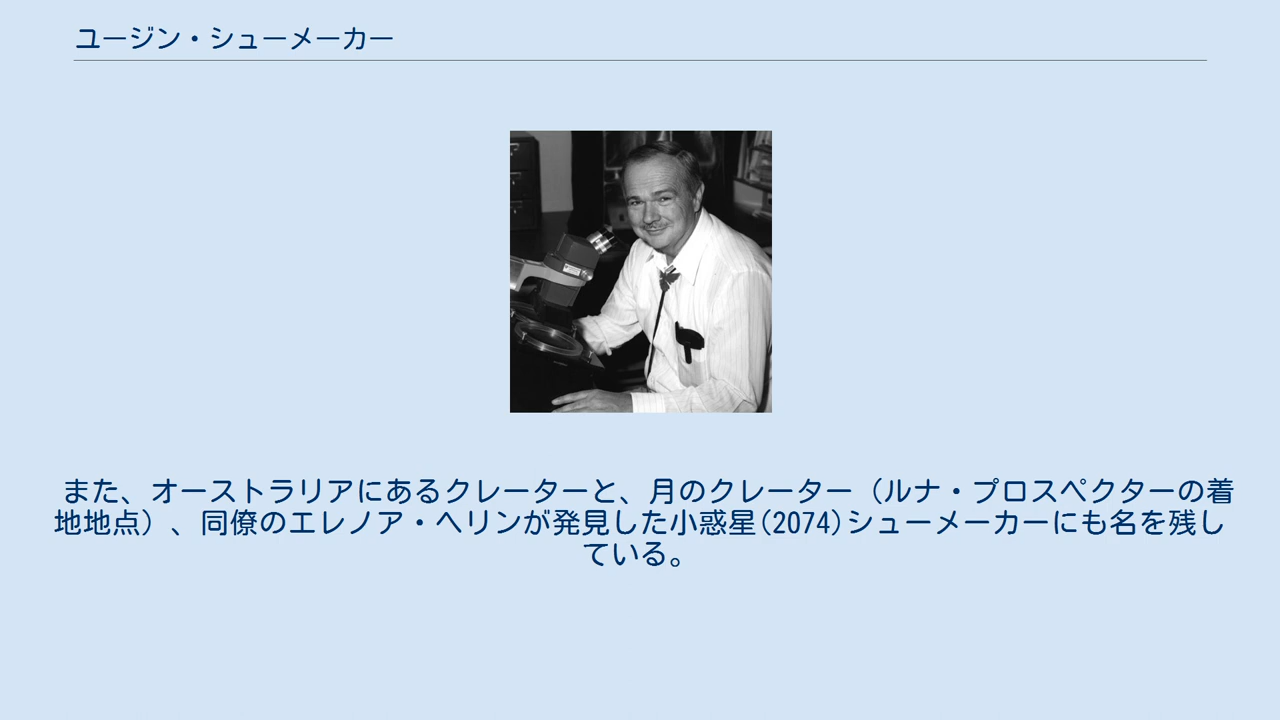 ユージン・シューメーカー
また、オーストラリアにあるクレーターと、月のクレーター（ルナ・プロスペクターの着
地地点）、同僚のエレノア・ヘリンが発見した小惑星(2074)シューメーカーにも名を残し
ている。